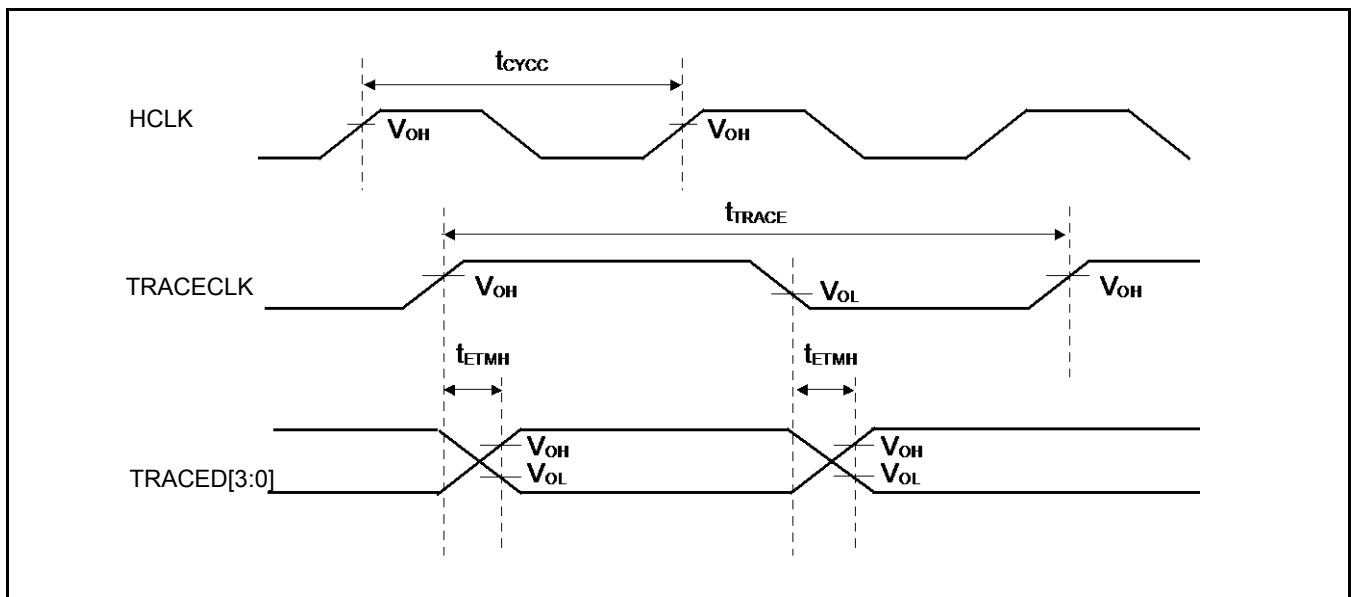 tCYCC
HCLK
VOH VOH
tTRACE
TRACECLK
VOH VOL VOH
tETMH tETMH
VOH VOH
TRACED[3:0]
VOL VOL